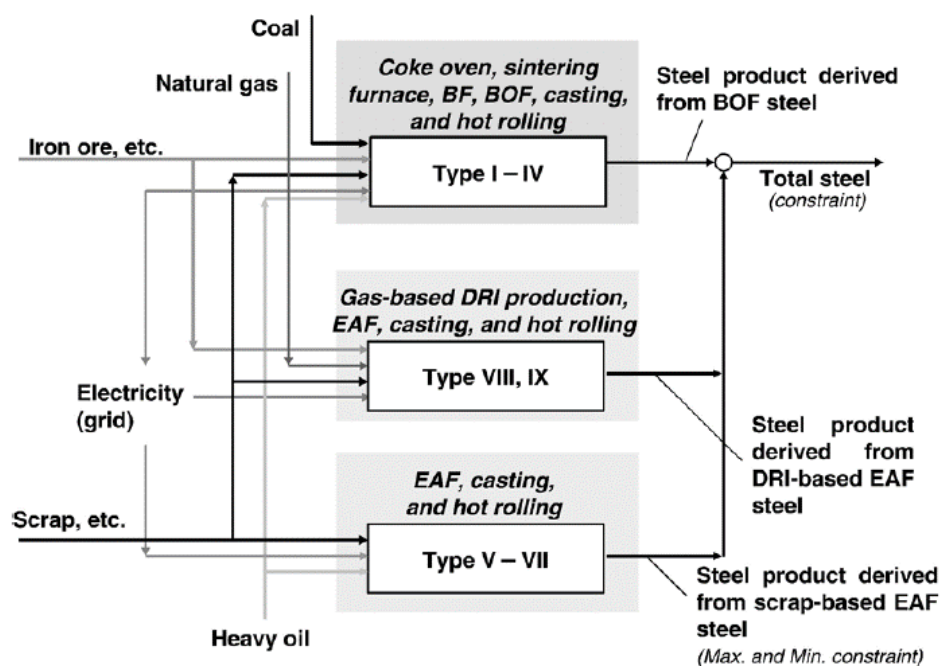 Coal
Natural gas
Iron ore, etc.
Coke oven, sintering
furnace, BF, BOF, casting,
and hot rolling
Type I – IV
Steel product derived
from BOF steel
Total steel
(constraint)
Gas-based DRI production,
EAF, casting, and hot rolling
Type VIII, IX
Electricity
(grid)
Steel product
derived from
DRI-based EAF
steel
EAF, casting,
and hot rolling
Scrap, etc.
Type V – VII
Steel product derived
from scrap-based EAF
steel
(Max. and Min. constraint)
Heavy oil